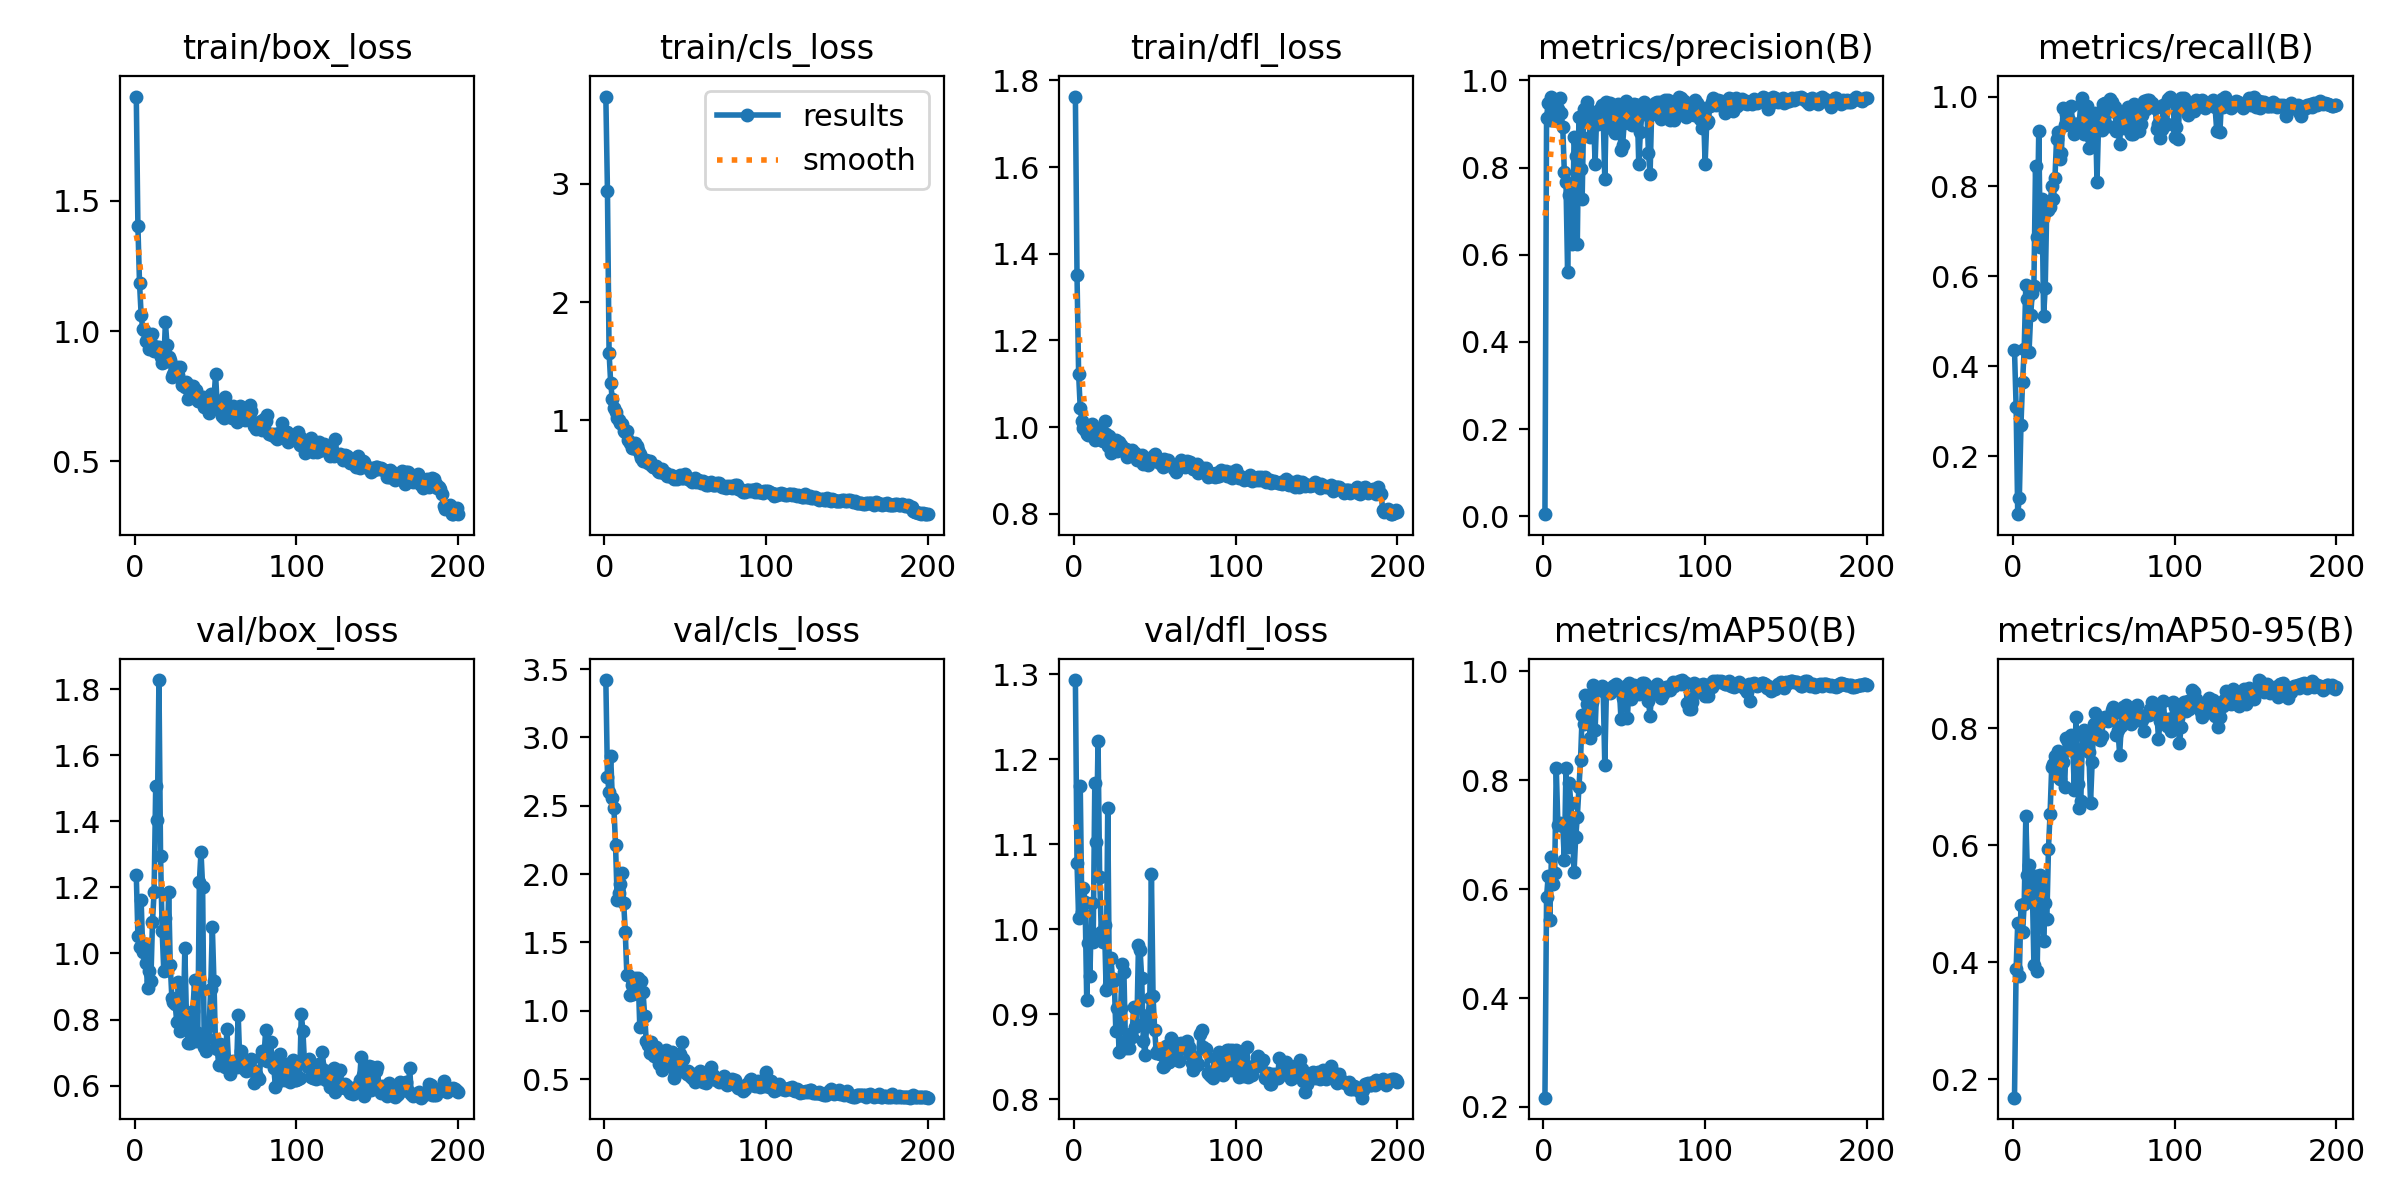 train/box_loss
1.5
1.0
0.5
0 100 200
train/cls_loss
results
smooth
3
2
1
0 100 200
train/dfl_loss
1.8
1.6
1.4
1.2
1.0
0.8
0 100 200
metrics/precision(B)
1.0
0.8
0.6
0.4
0.2
0.0
0 100 200
metrics/recall(B)
1.0
0.8
0.6
0.4
0.2
0 100 200
val/box_loss
1.8
1.6
1.4
1.2
1.0
0.8
0.6
0 100 200
val/cls_loss
3.5
3.0
2.5
2.0
1.5
1.0
0.5
0 100 200
val/dfl_loss
1.3
1.2
1.1
1.0
0.9
0.8
0 100 200
metrics/mAP50(B)
1.0
0.8
0.6
0.4
0.2
0 100 200
metrics/mAP50-95(B)
0.8
0.6
0.4
0.2
0 100 200